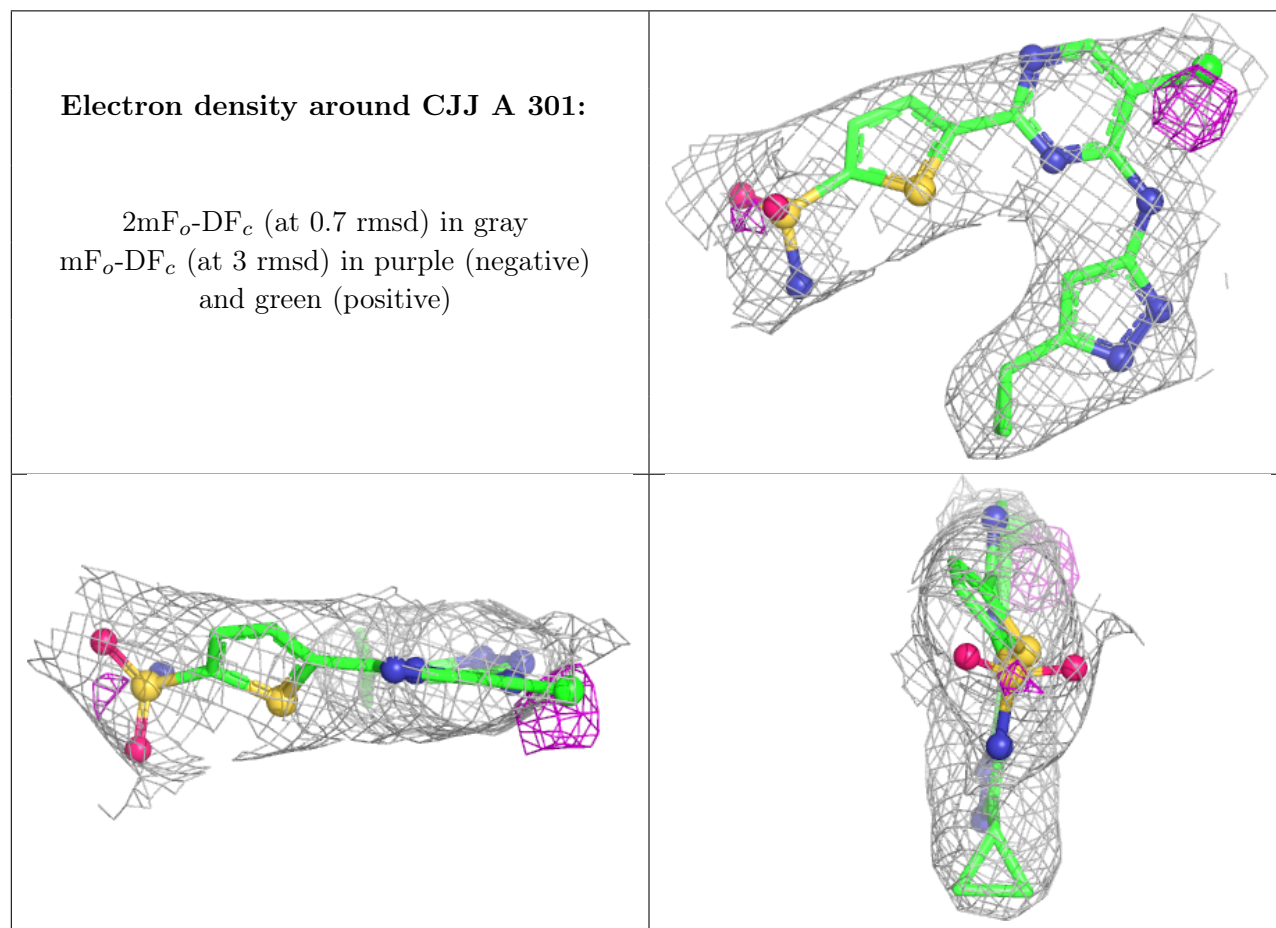 Electron density around CJJ A 301:
2mFo-DFc (at 0.7 rmsd) in gray
mFo-DFc (at 3 rmsd) in purple (negative)
and green (positive)